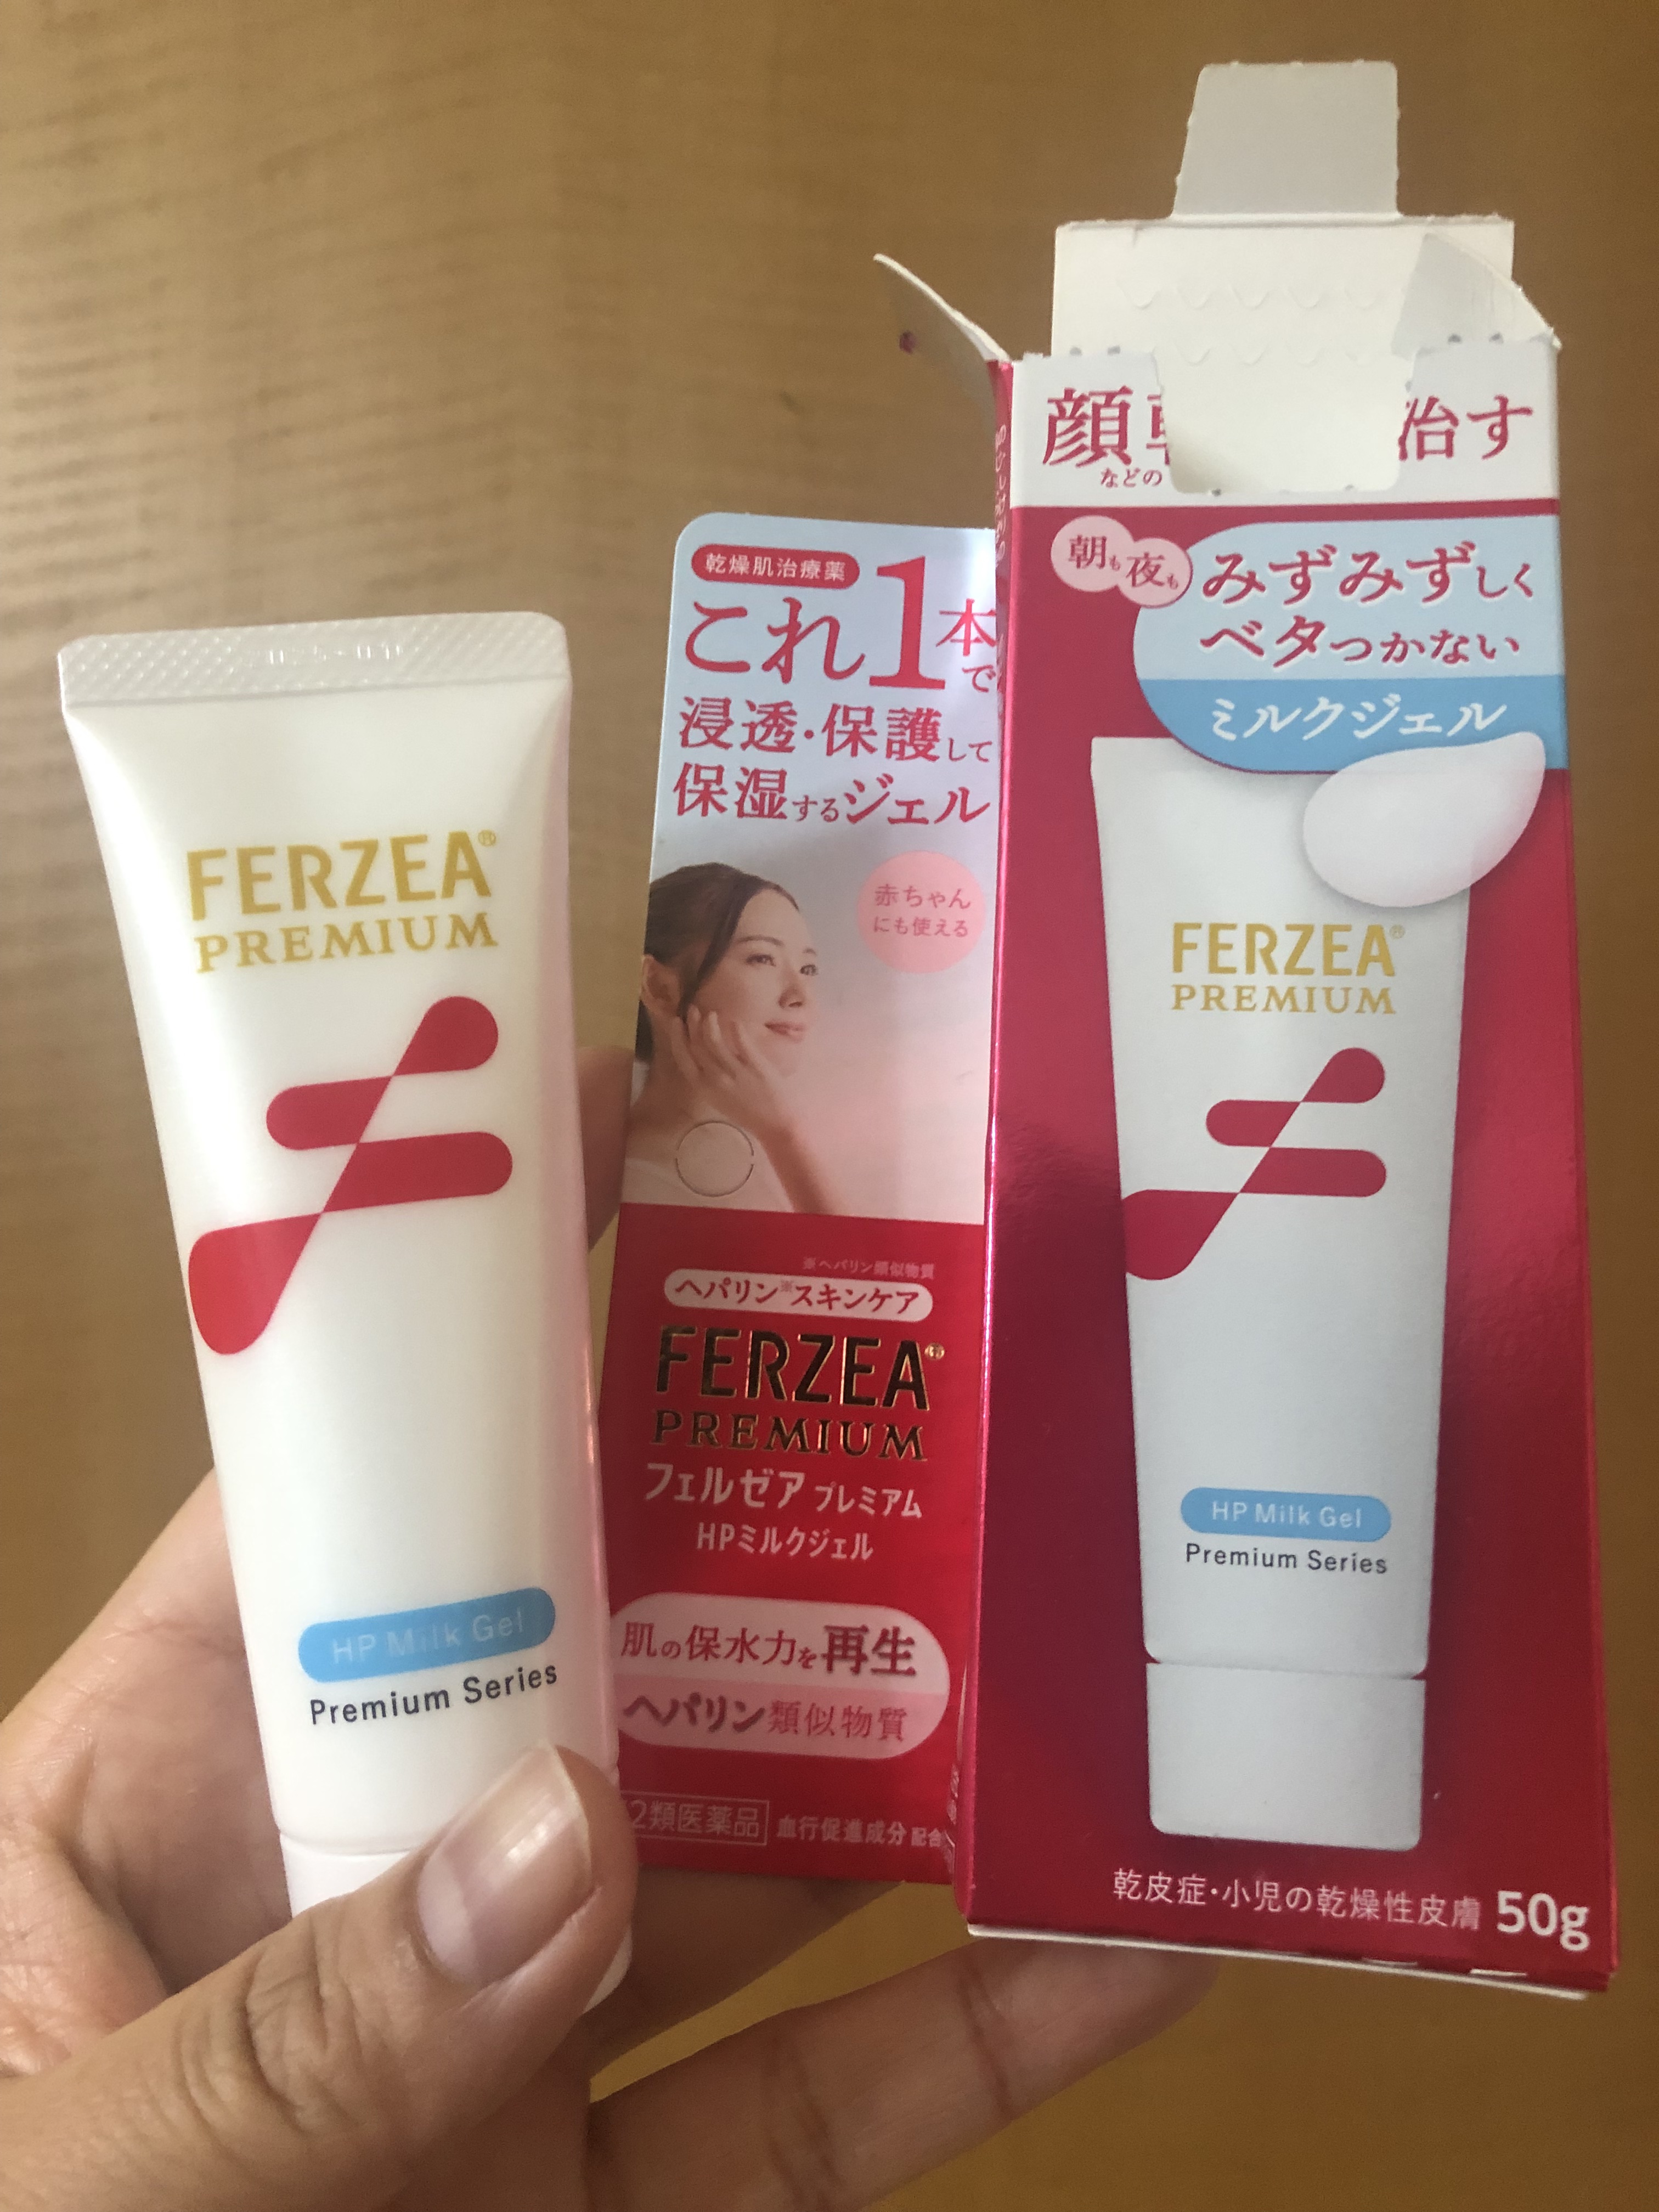 FERZEA®
PREMIUM
HP Milk Gel
Premium Series
乾燥肌治療薬
これ1本で
浸透・保護して
保湿するジェル
赤ちゃん
にも使える
※ヘパリン類似物質
ヘパリン※スキンケア
FERZEA®
PREMIUM
フェルゼア プレミアム
HPミルクジェル
肌の保水力を再生
ヘパリン類似物質
2類医薬品 血行促進成分配合
顔 治す
などの
朝も夜も
みずみずしく
ベタつかない
ミルクジェル
FERZEA®
PREMIUM
HP Milk Gel
Premium Series
乾皮症・小児の乾燥性皮膚 50g